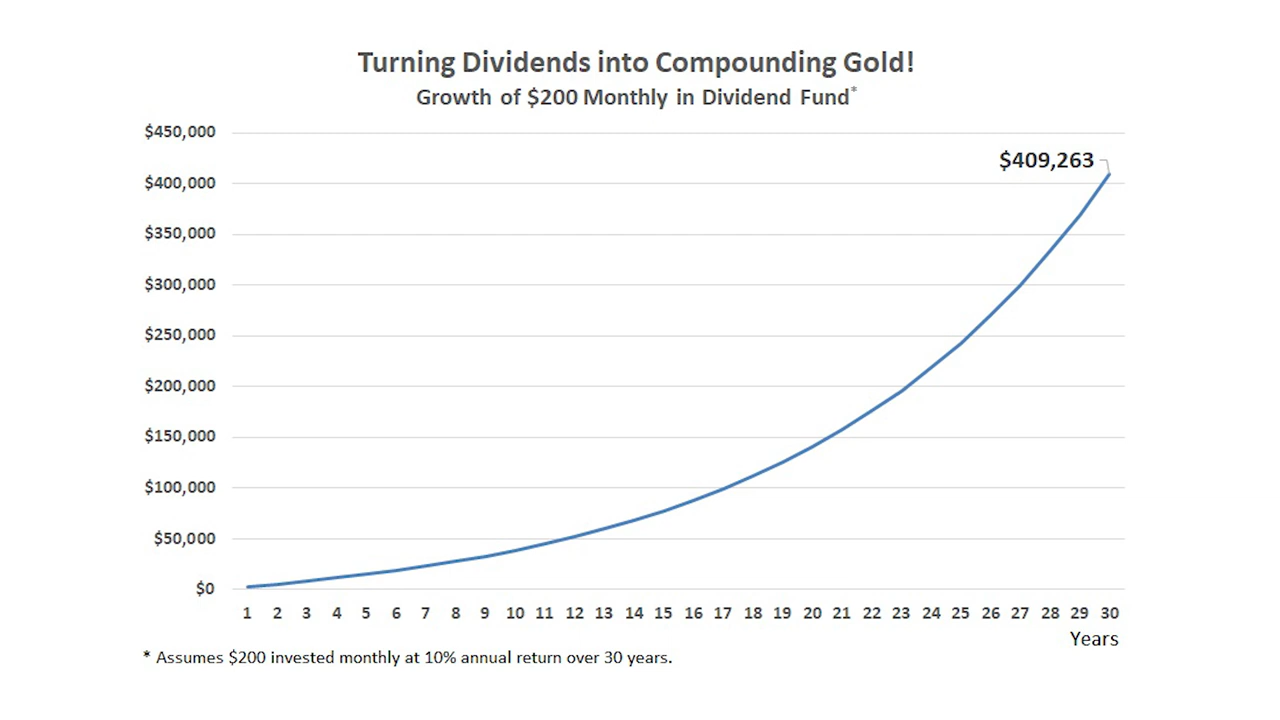 Turning Dividends into Compounding Gold!
Growth of $200 Monthly in Dividend Fund*
$450,000
$409,263
$400,000
$350,000
$300,000
$250,000
$200,000
$150,000
$100,000
$50,000
$0
1 2 3 4 5 6 7 8 9 10 11 12 13 14 15 16 17 18 19 20 21 22 23 24 25 26 27 28 29 30
Years
* Assumes $200 invested monthly at 10% annual return over 30 years.